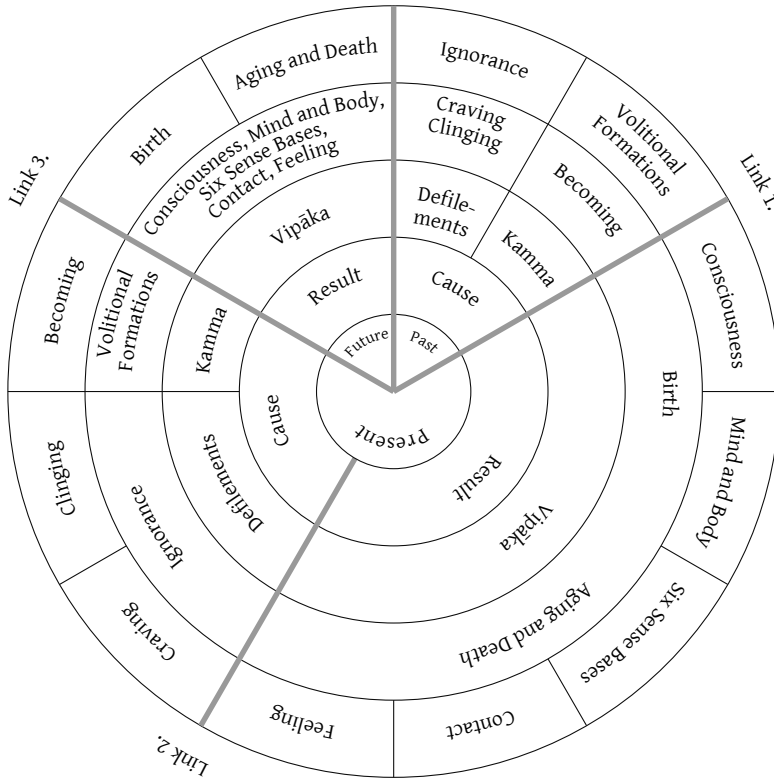 Aging and Death
Ignorance
Birth
Consciousness, Mind and Body,
Six Sense Bases,
Contact, Feeling
Craving
Clinging
Volitional
Formations
Link 3.
Link 1.
Vipāka
Defile-
ments
Becoming
Kamma
Result
Cause
Future
Past
Becoming
Volitional
Formations
Kamma
Consciousness
Birth
Cause
Present
Clinging
Ignorance
Defilements
Result
Vipāka
Mind and Body
Craving
Aging and Death
Six Sense Bases
Link 2.
Feeling
Contact